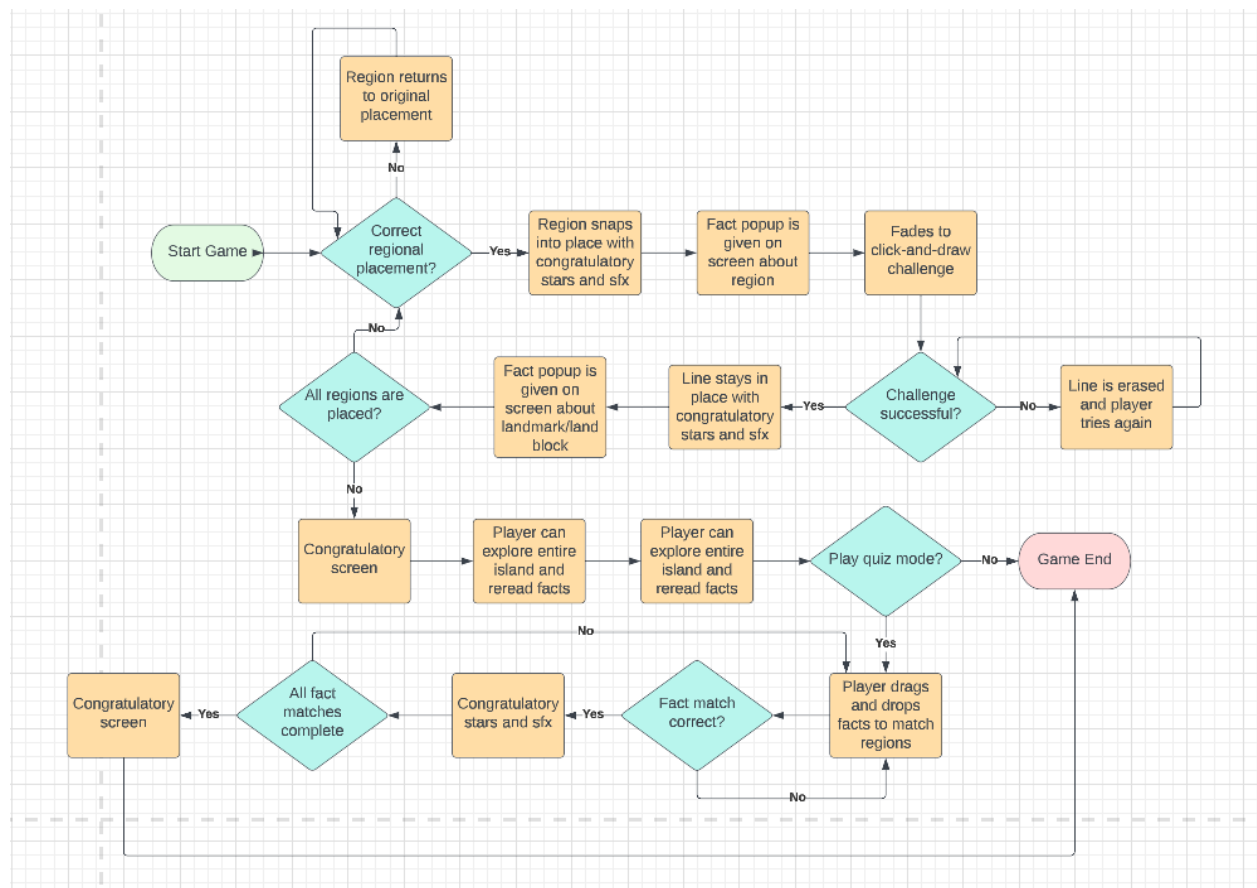 Region returns
to original
placement
No
Start Game
Correct
regional
placement?
Yes
Region snaps
into place with
congratulatory
stars and sfx
Fact popup is
given on
screen about
region
Fades to
click-and-draw
challenge
No
All regions are
placed?
Fact popup is
given on
screen about
landmark/land
block
Line stays in
place with
congratulatory
stars and sfx
Yes
Challenge
successful?
No
Line is erased
and player
tries again
No
Congratulatory
screen
Player can
explore entire
island and
reread facts
Player can
explore entire
island and
reread facts
Play quiz mode?
No
Game End
Yes
No
Congratulatory
screen
Yes
All fact
matches
complete
Congratulatory
stars and sfx
Yes
Fact match
correct?
Player drags
and drops
facts to match
regions
No